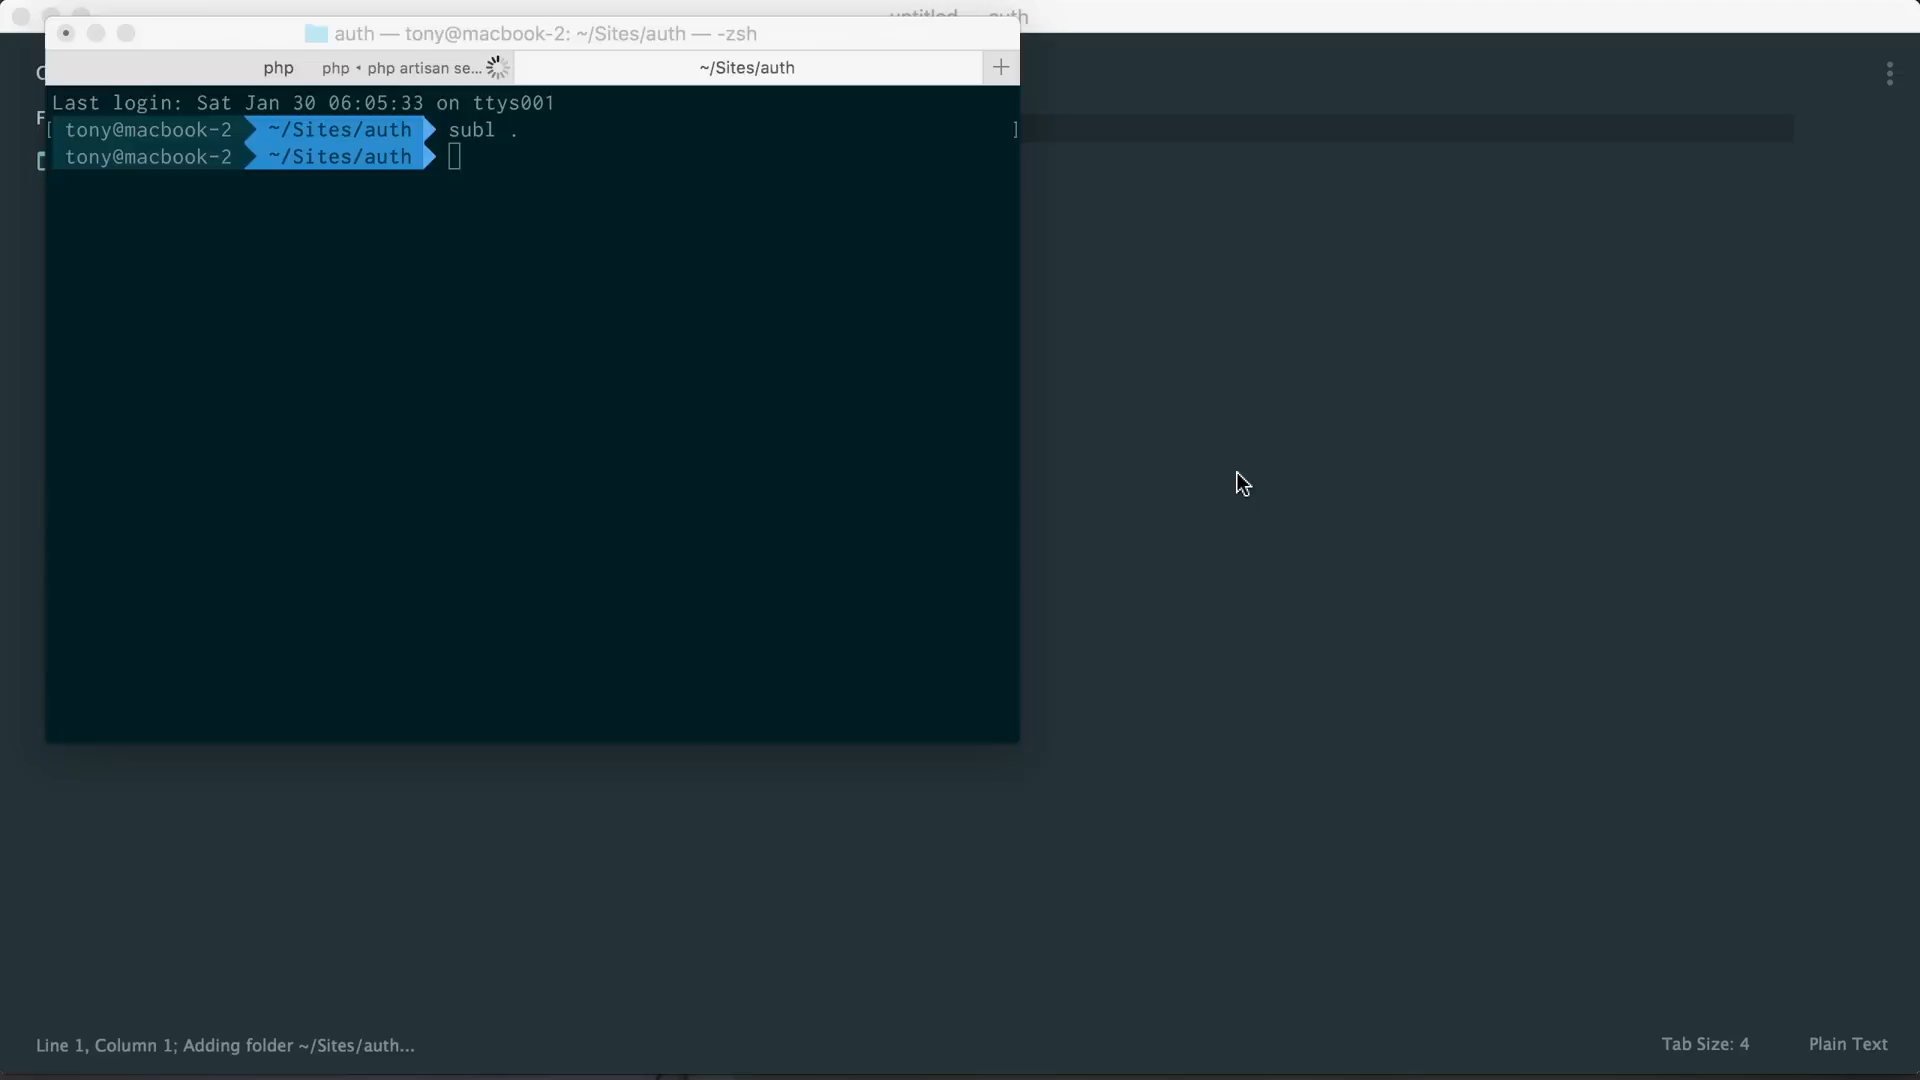 untitled — auth
auth — tony@macbook-2: ~/Sites/auth — -zsh
php php • php artisan se... ~/Sites/auth +
Last login: Sat Jan 30 06:05:33 on ttys001
[ tony@macbook-2 ~/Sites/auth subl . ]
tony@macbook-2 ~/Sites/auth
Line 1, Column 1; Adding folder ~/Sites/auth...
Tab Size: 4 Plain Text